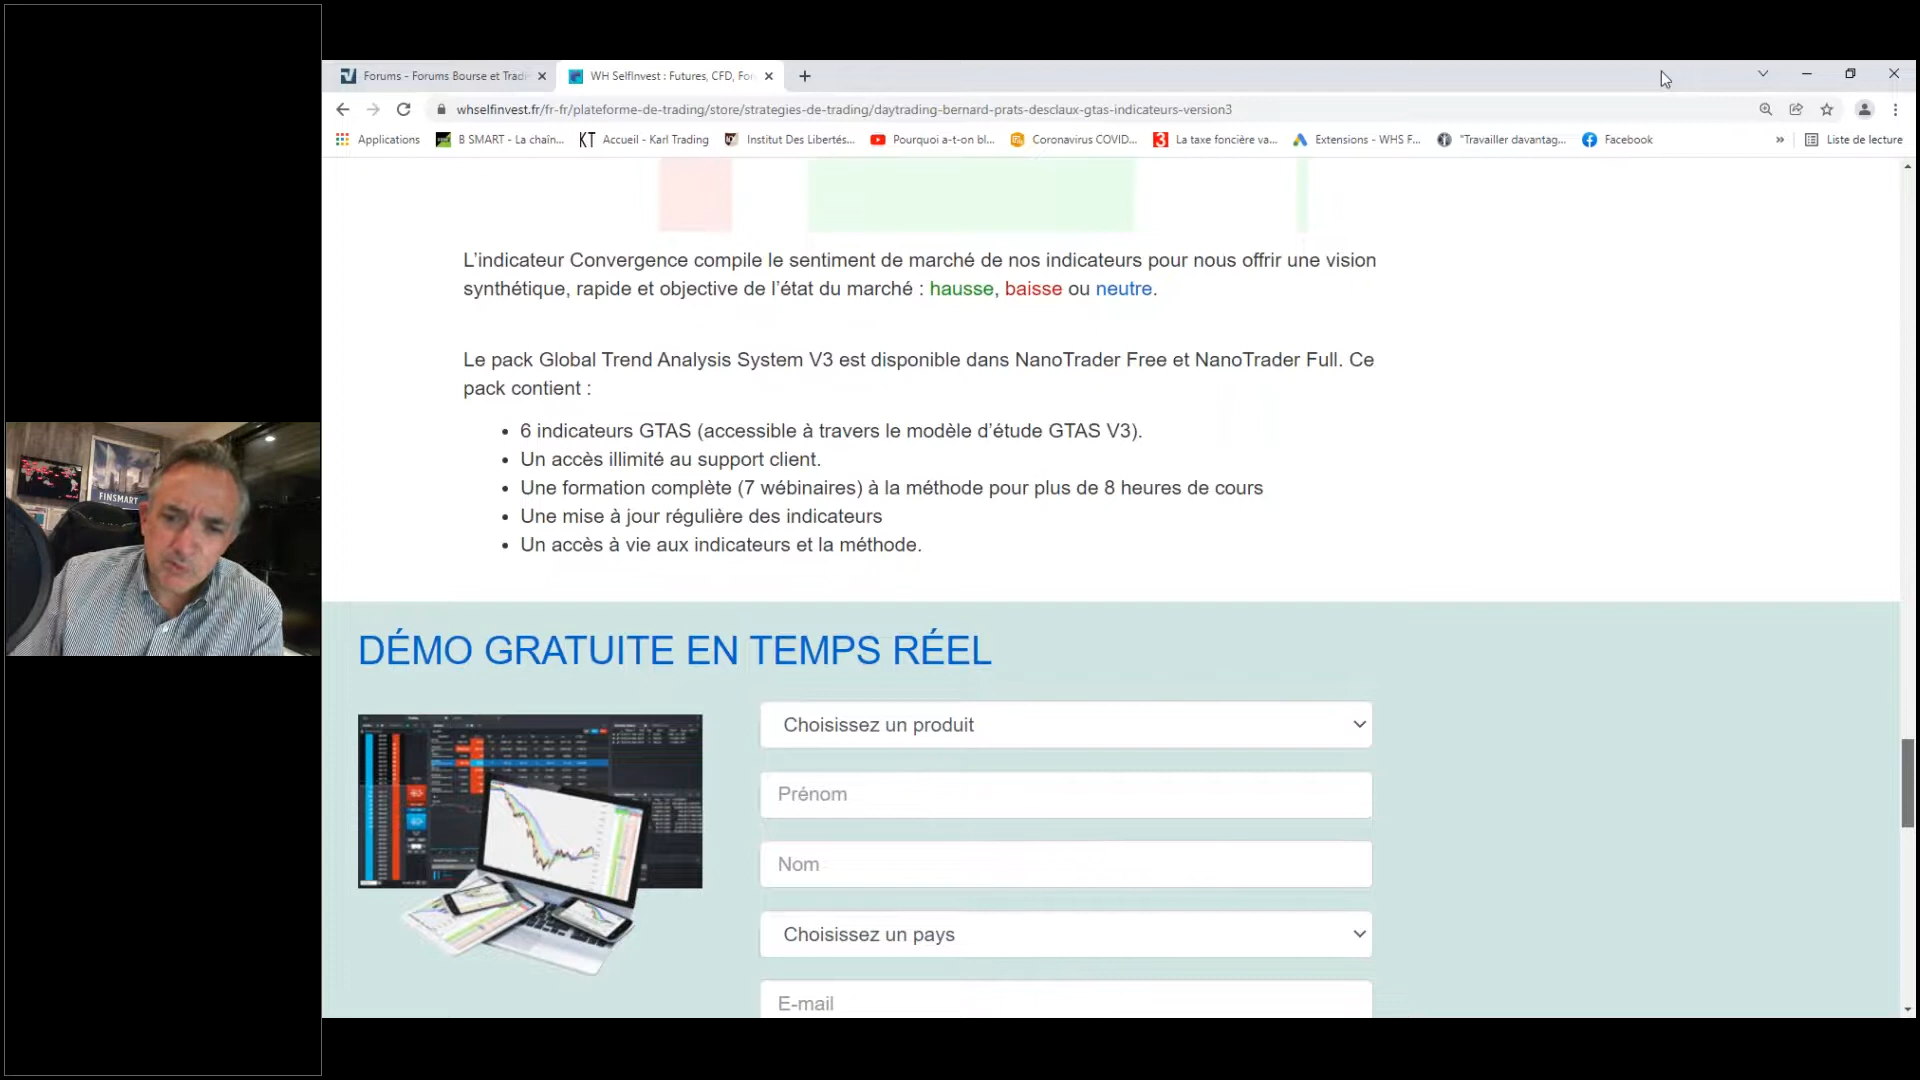 Forums - Forums Bourse et Tradi
WH SelfInvest : Futures, CFD, For
whselfinvest.fr/fr-fr/plateforme-de-trading/store/strategies-de-trading/daytrading-bernard-prats-desclaux-gtas-indicateurs-version3
Applications
B SMART - La chaîn...
KT Accueil - Karl Trading
Institut Des Libertés...
Pourquoi a-t-on bl...
Coronavirus COVID...
3 La taxe foncière va...
Extensions - WHS F...
"Travailler davantag...
Facebook
»
Liste de lecture
L'indicateur Convergence compile le sentiment de marché de nos indicateurs pour nous offrir une vision
synthétique, rapide et objective de l'état du marché : hausse, baisse ou neutre.
Le pack Global Trend Analysis System V3 est disponible dans NanoTrader Free et NanoTrader Full. Ce
pack contient :
• 6 indicateurs GTAS (accessible à travers le modèle d'étude GTAS V3).
• Un accès illimité au support client.
• Une formation complète (7 wébinaires) à la méthode pour plus de 8 heures de cours
• Une mise à jour régulière des indicateurs
• Un accès à vie aux indicateurs et la méthode.
FINSMART
DÉMO GRATUITE EN TEMPS RÉEL
Choisissez un produit
Prénom
Nom
Choisissez un pays
E-mail